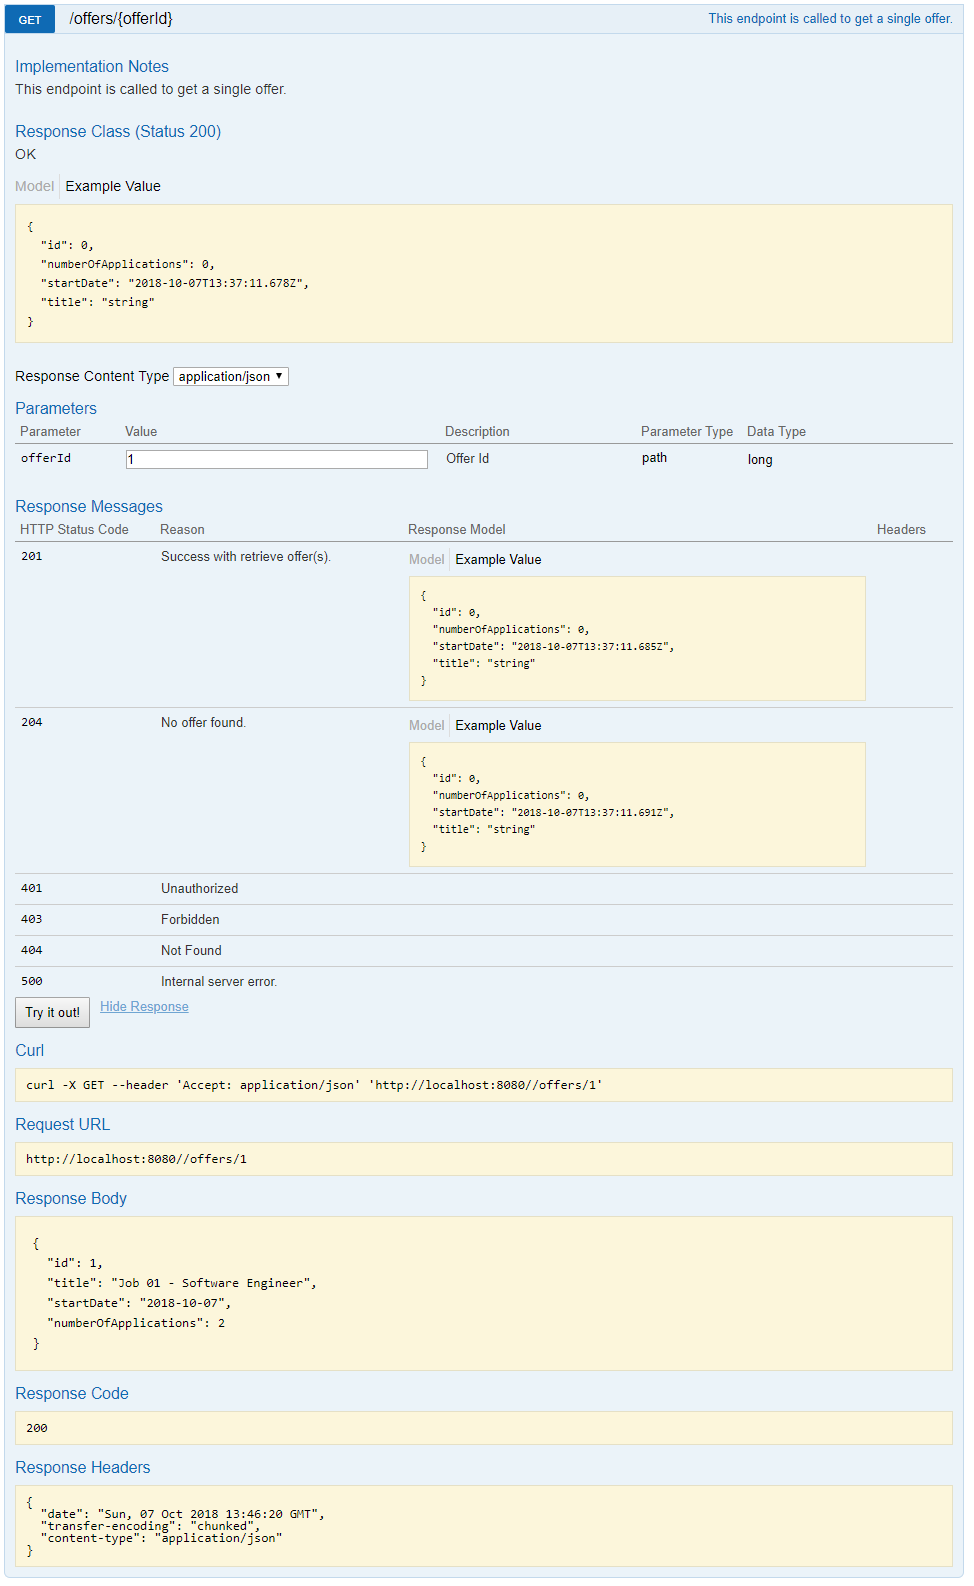 GET /offers/{offerId} This endpoint is called to get a single offer.
Implementation Notes
This endpoint is called to get a single offer.
Response Class (Status 200)
OK
Model Example Value
{
  "id": 0,
  "numberOfApplications": 0,
  "startDate": "2018-10-07T13:37:11.678Z",
  "title": "string"
}
Response Content Type application/json ▼
Parameters
Parameter Value Description Parameter Type Data Type
offerId 1 Offer Id path long
Response Messages
HTTP Status Code Reason Response Model Headers
201 Success with retrieve offer(s). Model Example Value
{
  "id": 0,
  "numberOfApplications": 0,
  "startDate": "2018-10-07T13:37:11.685Z",
  "title": "string"
}
204 No offer found. Model Example Value
{
  "id": 0,
  "numberOfApplications": 0,
  "startDate": "2018-10-07T13:37:11.691Z",
  "title": "string"
}
401 Unauthorized
403 Forbidden
404 Not Found
500 Internal server error.
Try it out! Hide Response
Curl
curl -X GET --header 'Accept: application/json' 'http://localhost:8080//offers/1'
Request URL
http://localhost:8080//offers/1
Response Body
{
  "id": 1,
  "title": "Job 01 - Software Engineer",
  "startDate": "2018-10-07",
  "numberOfApplications": 2
}
Response Code
200
Response Headers
{
  "date": "Sun, 07 Oct 2018 13:46:20 GMT",
  "transfer-encoding": "chunked",
  "content-type": "application/json"
}